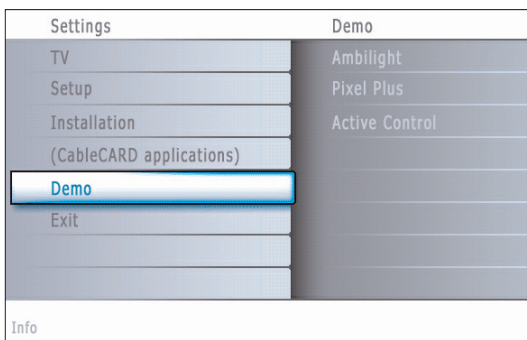 Settings
TV
Setup
Installation
(CableCARD applications)
Demo
Exit
Demo
Ambilight
Pixel Plus
Active Control
Info